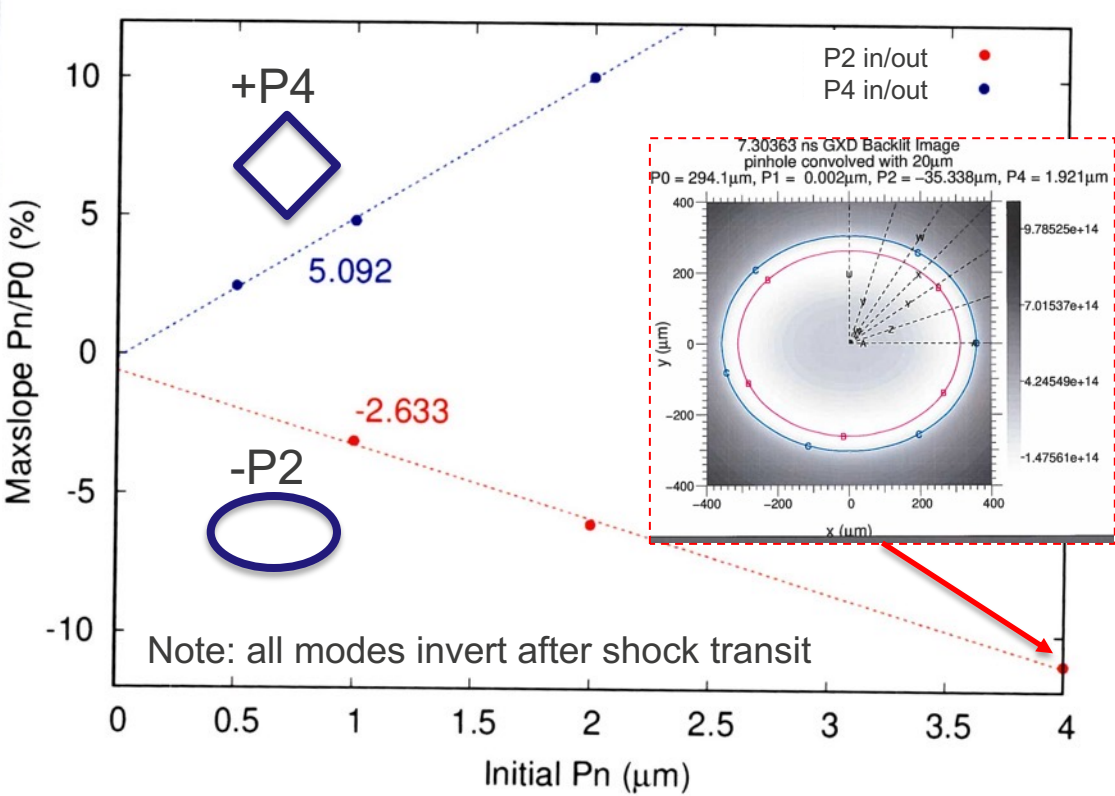 P2 in/out
P4 in/out
+P4
5.092
-2.633
-P2
Note: all modes invert after shock transit
Maxslope Pn/P0 (%)
10
5
0
-5
-10
0
0.5
1
1.5
2
2.5
3
3.5
4
Initial Pn (μm)
7.30363 ns GXD Backlit Image
pinhole convolved with 20μm
P0 = 294.1μm, P1 = 0.002μm, P2 = −35.338μm, P4 = 1.921μm
400
200
0
−200
−400
y (μm)
−400
−200
0
200
400
x (μm)
9.78525e+14
7.01537e+14
4.24549e+14
1.47561e+14